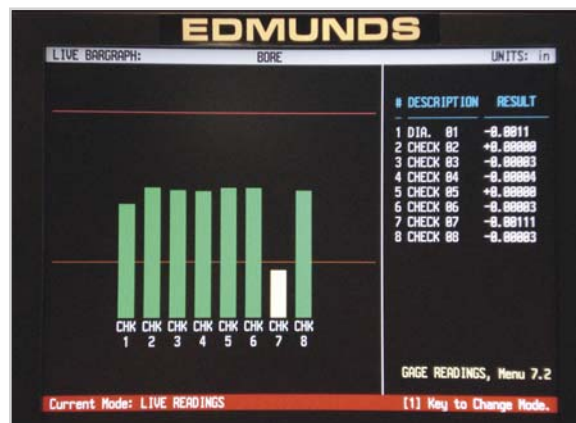 EDMUNDS
LIVE BARGRAPH: BORE UNITS: in
# DESCRIPTION RESULT
1 DIA. 01 -0.0011
2 CHECK 02 +0.00000
3 CHECK 03 -0.00003
4 CHECK 04 -0.00004
5 CHECK 05 +0.00000
6 CHECK 06 -0.00003
7 CHECK 07 -0.00111
8 CHECK 08 -0.00003
CHK CHK CHK CHK CHK CHK CHK CHK
1 2 3 4 5 6 7 8
GAGE READINGS, Menu 7.2
Current Mode: LIVE READINGS [1] Key to Change Mode.